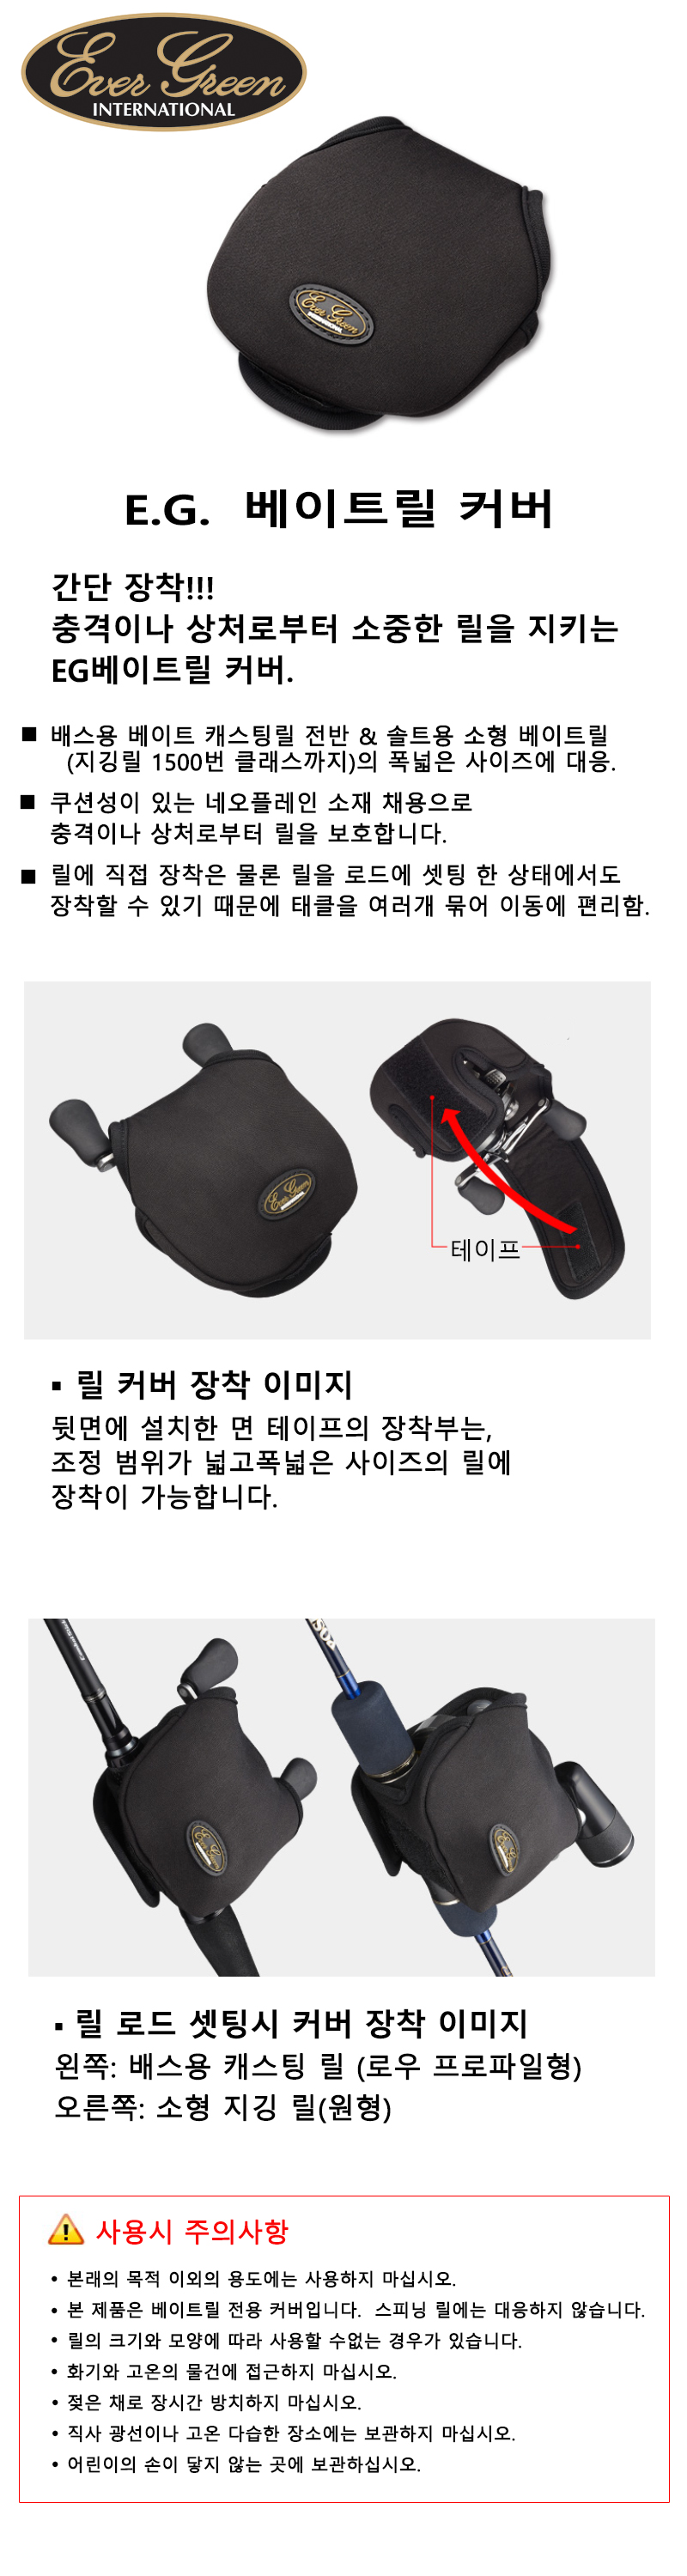 Ever Green
INTERNATIONAL
Ever Green
INTERNATIONAL
E.G. 베이트릴 커버
간단 장착!!!
충격이나 상처로부터 소중한 릴을 지키는
EG베이트릴 커버.
■ 배스용 베이트 캐스팅릴 전반 & 솔트용 소형 베이트릴
(지깅릴 1500번 클래스까지)의 폭넓은 사이즈에 대응.
■ 쿠션성이 있는 네오플레인 소재 채용으로
충격이나 상처로부터 릴을 보호합니다.
■ 릴에 직접 장착은 물론 릴을 로드에 셋팅 한 상태에서도
장착할 수 있기 때문에 태클을 여러개 묶어 이동에 편리함.
Ever Green
INTERNATIONAL
테이프
▪ 릴 커버 장착 이미지
뒷면에 설치한 면 테이프의 장착부는,
조정 범위가 넓고폭넓은 사이즈의 릴에
장착이 가능합니다.
Ever Green
Ever Green
▪ 릴 로드 셋팅시 커버 장착 이미지
왼쪽: 배스용 캐스팅 릴 (로우 프로파일형)
오른쪽: 소형 지깅 릴(원형)
사용시 주의사항
• 본래의 목적 이외의 용도에는 사용하지 마십시오.
• 본 제품은 베이트릴 전용 커버입니다. 스피닝 릴에는 대응하지 않습니다.
• 릴의 크기와 모양에 따라 사용할 수없는 경우가 있습니다.
• 화기와 고온의 물건에 접근하지 마십시오.
• 젖은 채로 장시간 방치하지 마십시오.
• 직사 광선이나 고온 다습한 장소에는 보관하지 마십시오.
• 어린이의 손이 닿지 않는 곳에 보관하십시오.